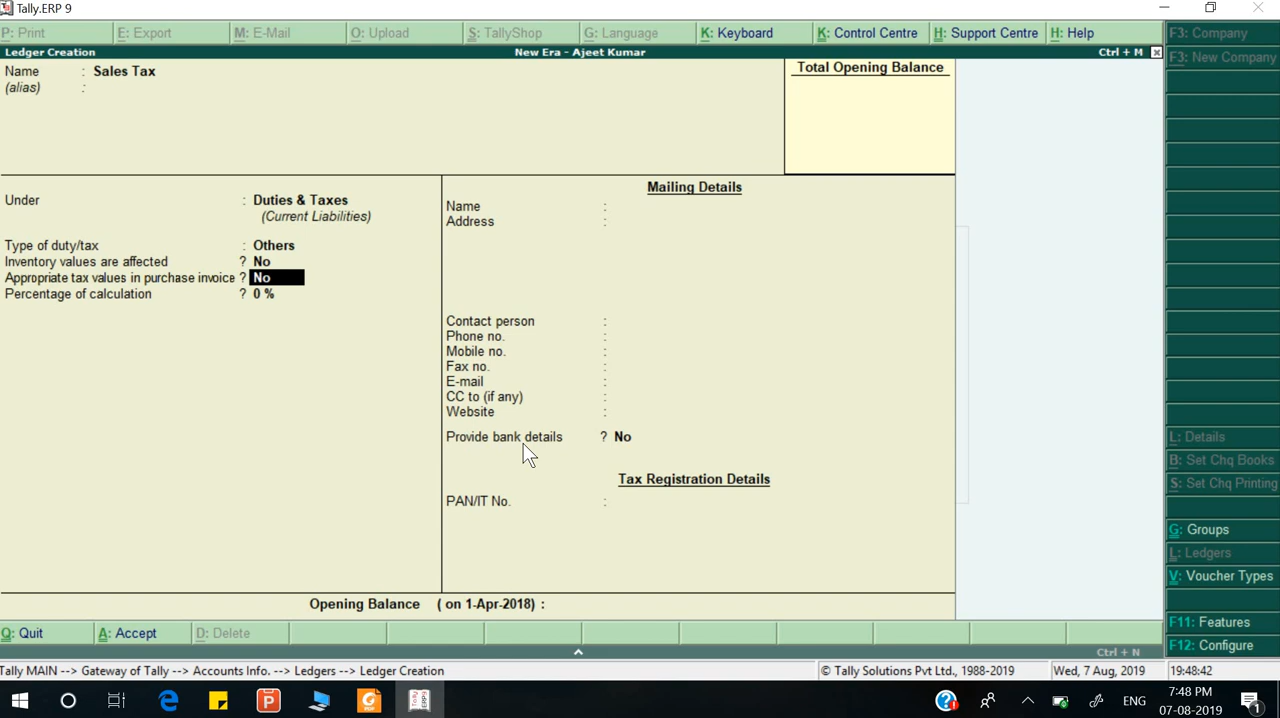 Tally.ERP 9
P: Print E: Export M: E-Mail O: Upload S: TallyShop G: Language K: Keyboard K: Control Centre H: Support Centre H: Help
F3: Company
Ledger Creation New Era - Ajeet Kumar Ctrl + M
F3: New Company
Name : Sales Tax
(alias) :
Total Opening Balance
Under : Duties & Taxes
(Current Liabilities)
Type of duty/tax : Others
Inventory values are affected ? No
Appropriate tax values in purchase invoice ? No
Percentage of calculation ? 0 %
Mailing Details
Name :
Address :
Contact person :
Phone no. :
Mobile no. :
Fax no. :
E-mail :
CC to (if any) :
Website :
Provide bank details ? No
Tax Registration Details
PAN/IT No. :
Opening Balance ( on 1-Apr-2018) :
L: Details
B: Set Chq Books
S: Set Chq Printing
G: Groups
L: Ledgers
V: Voucher Types
F11: Features
F12: Configure
Q: Quit A: Accept D: Delete
Ctrl + N
Tally MAIN --> Gateway of Tally --> Accounts Info. --> Ledgers --> Ledger Creation © Tally Solutions Pvt Ltd., 1988-2019 Wed, 7 Aug, 2019 19:48:42
ENG 7:48 PM
07-08-2019